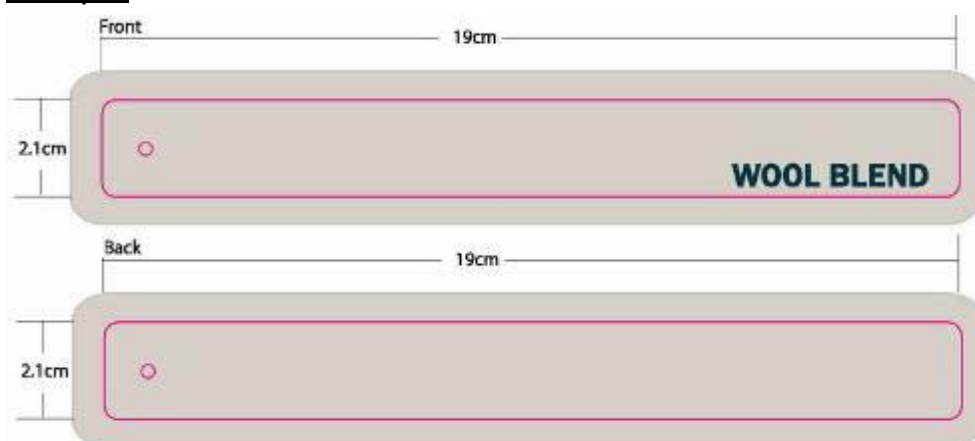 Front
19cm
2.1cm
WOOL BLEND
Back
19cm
2.1cm